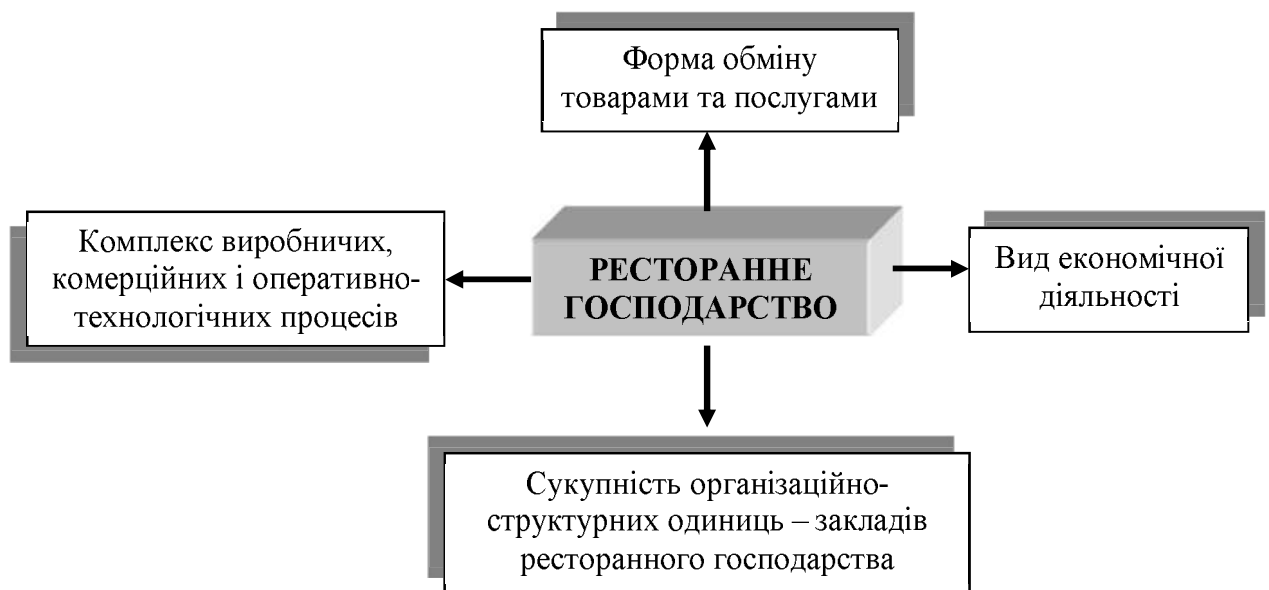 Форма обміну
товарами та послугами
Комплекс виробничих,
комерційних і оперативно-
технологічних процесів
РЕСТОРАННЕ
ГОСПОДАРСТВО
Вид економічної
діяльності
Сукупність організаційно-
структурних одиниць – закладів
ресторанного господарства